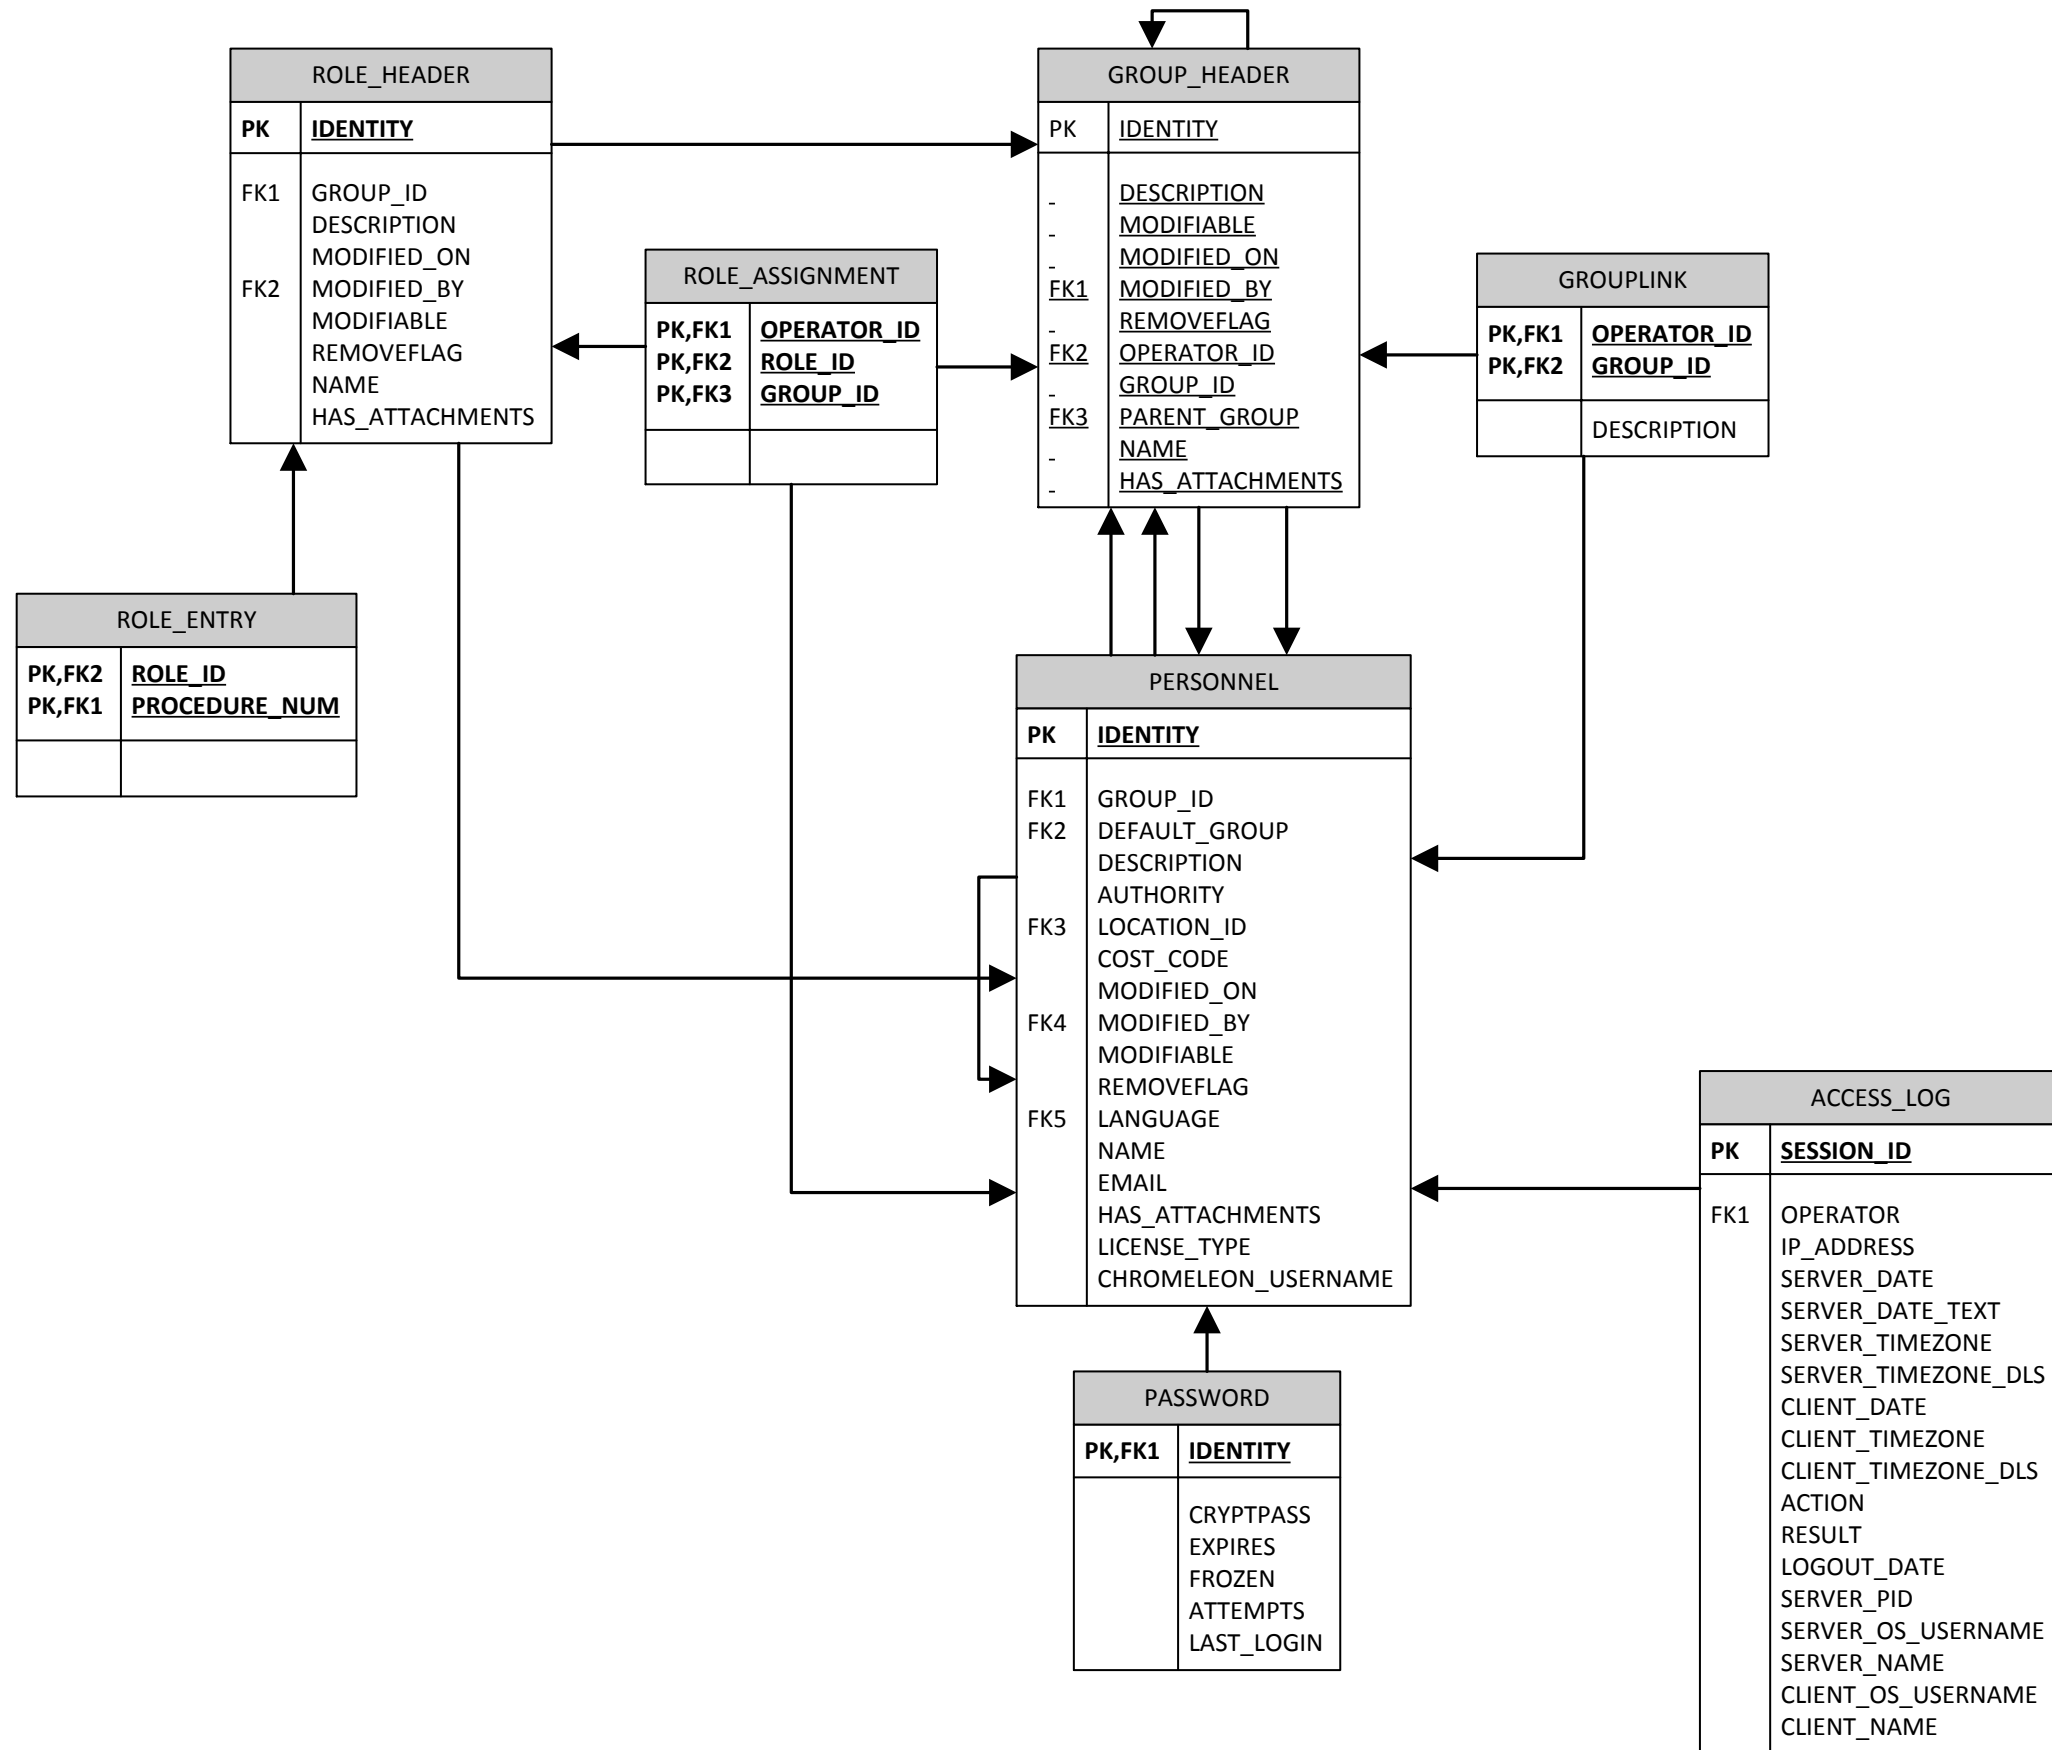 ROLE_HEADER
PK IDENTITY
FK1 GROUP_ID
DESCRIPTION
MODIFIED_ON
FK2 MODIFIED_BY
MODIFIABLE
REMOVEFLAG
NAME
HAS_ATTACHMENTS
GROUP_HEADER
PK IDENTITY
DESCRIPTION
MODIFIABLE
MODIFIED_ON
FK1 MODIFIED_BY
REMOVEFLAG
FK2 OPERATOR_ID
GROUP_ID
FK3 PARENT_GROUP
NAME
HAS_ATTACHMENTS
ROLE_ASSIGNMENT
PK,FK1 OPERATOR_ID
PK,FK2 ROLE_ID
PK,FK3 GROUP_ID
GROUPLINK
PK,FK1 OPERATOR_ID
PK,FK2 GROUP_ID
DESCRIPTION
ROLE_ENTRY
PK,FK2 ROLE_ID
PK,FK1 PROCEDURE_NUM
PERSONNEL
PK IDENTITY
FK1 GROUP_ID
FK2 DEFAULT_GROUP
DESCRIPTION
AUTHORITY
FK3 LOCATION_ID
COST_CODE
MODIFIED_ON
FK4 MODIFIED_BY
MODIFIABLE
REMOVEFLAG
FK5 LANGUAGE
NAME
EMAIL
HAS_ATTACHMENTS
LICENSE_TYPE
CHROMELEON_USERNAME
ACCESS_LOG
PK SESSION_ID
FK1 OPERATOR
IP_ADDRESS
SERVER_DATE
SERVER_DATE_TEXT
SERVER_TIMEZONE
SERVER_TIMEZONE_DLS
CLIENT_DATE
CLIENT_TIMEZONE
CLIENT_TIMEZONE_DLS
ACTION
RESULT
LOGOUT_DATE
SERVER_PID
SERVER_OS_USERNAME
SERVER_NAME
CLIENT_OS_USERNAME
CLIENT_NAME
PASSWORD
PK,FK1 IDENTITY
CRYPTPASS
EXPIRES
FROZEN
ATTEMPTS
LAST_LOGIN